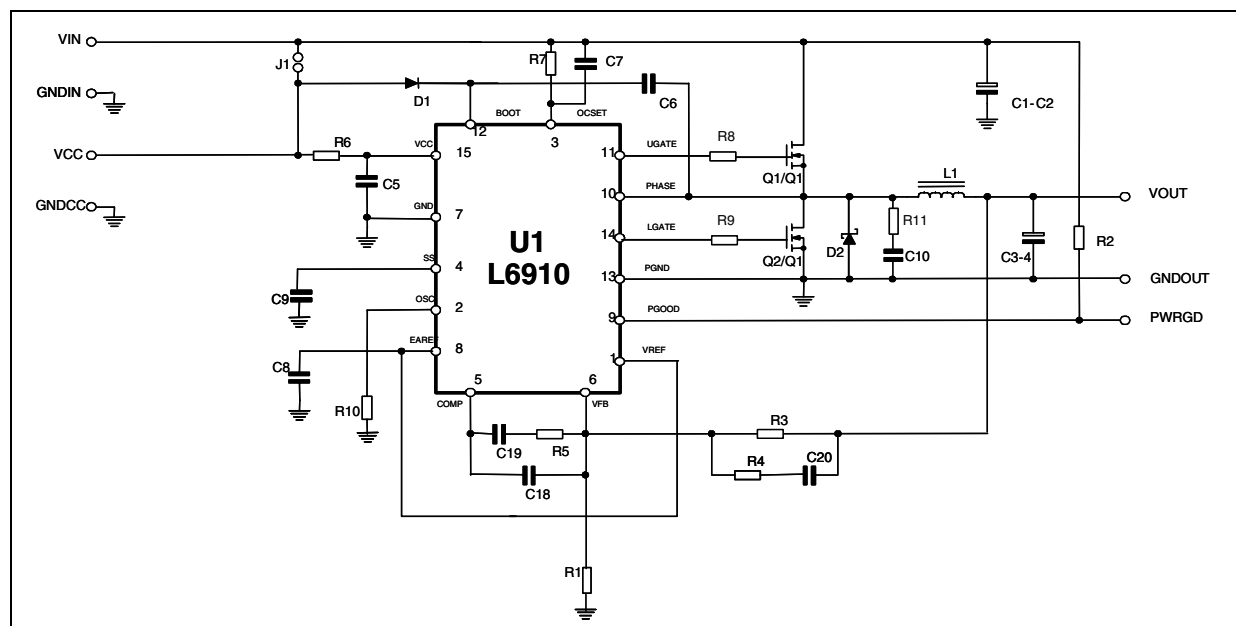 VIN
J1
R7
C7
GNDIN
D1
C6
C1-C2
BOOT
OCSET
12
3
VCC
R6
VCC
15
11
UGATE
R8
Q1/Q1
C5
10
PHASE
L1
VOUT
GNDCC
GND
7
R9
R11
R2
14
LGATE
U1
L6910
Q2/Q1
D2
C10
C3-4
SS
4
13
PGND
GNDOUT
C9
OSC
2
9
PGOOD
PWRGD
EAREF
8
1
VREF
C8
5
6
R10
COMP
VFB
R3
C19
R5
R4
C20
C18
R1